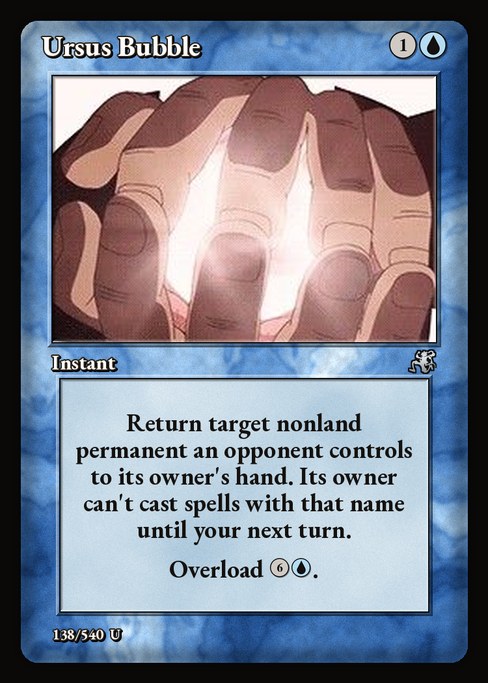 Ursus Bubble 1
Instant
Return target nonland
permanent an opponent controls
to its owner's hand. Its owner
can't cast spells with that name
until your next turn.
Overload 6.
138/540 U